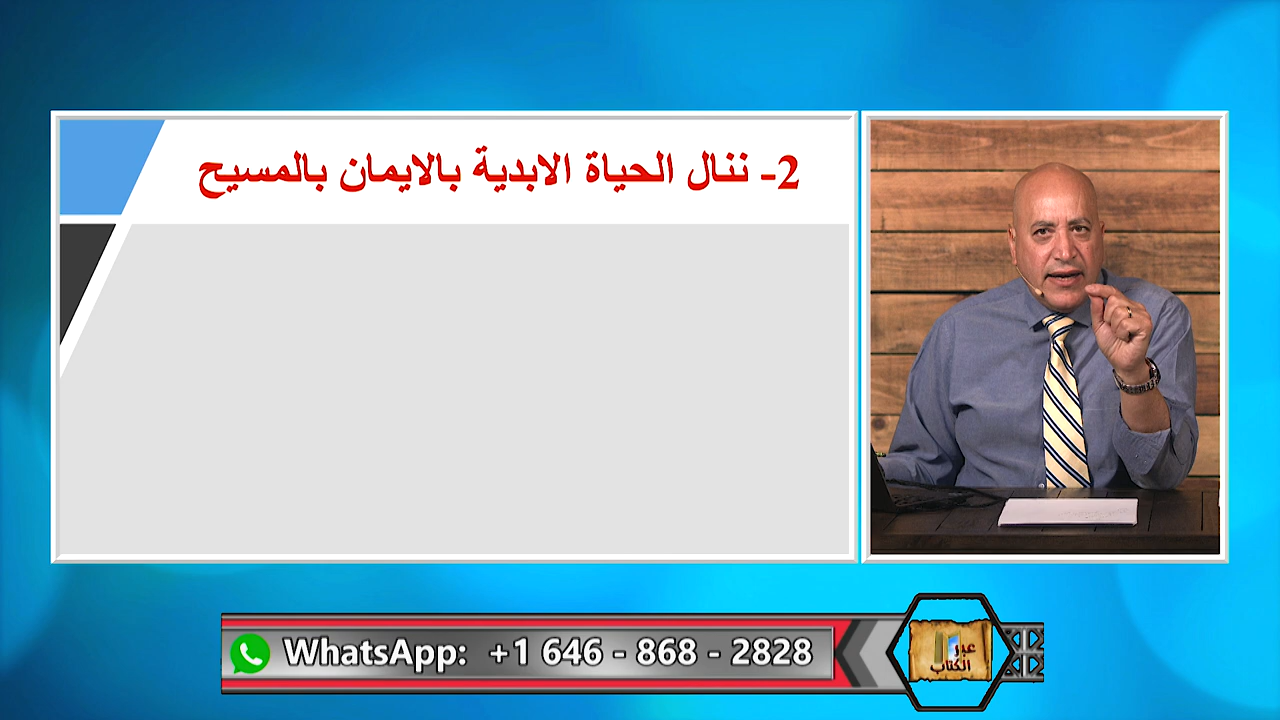 2- ننال الحياة الابدية بالايمان بالمسيح
WhatsApp: +1 646 - 868 - 2828
عبر
الكتاب